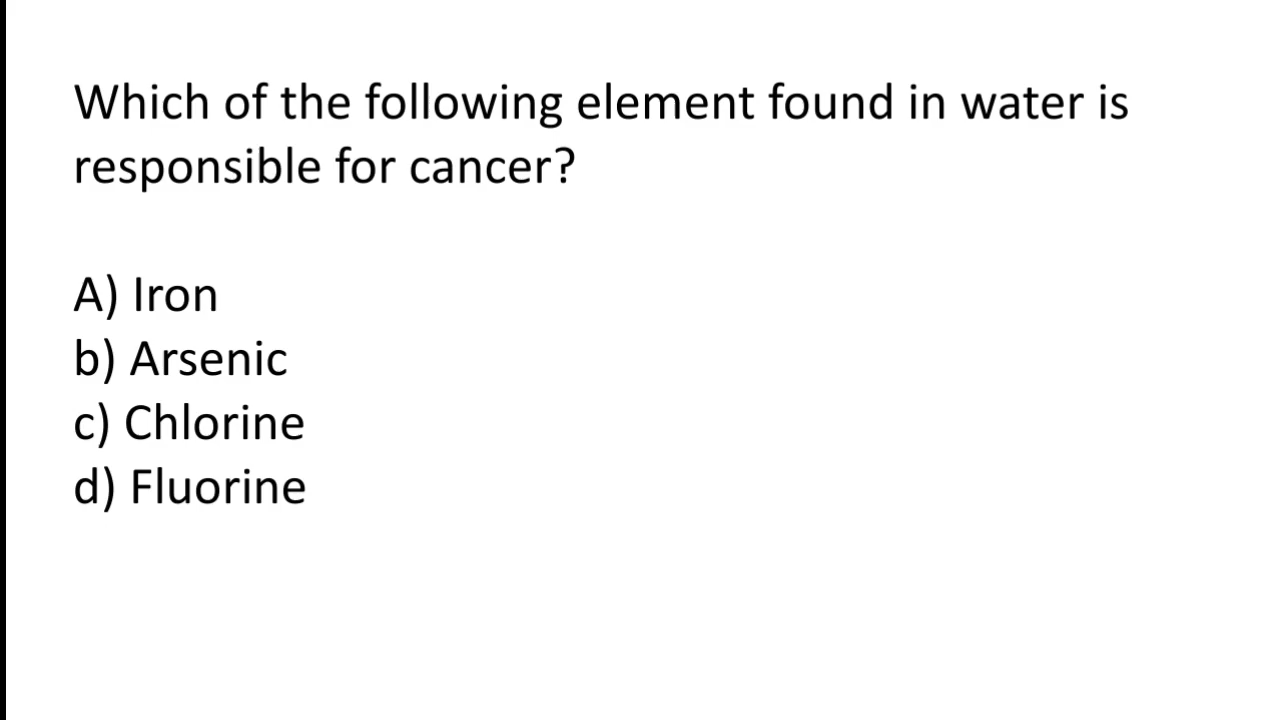 Which of the following element found in water is
responsible for cancer?
A) Iron
b) Arsenic
c) Chlorine
d) Fluorine